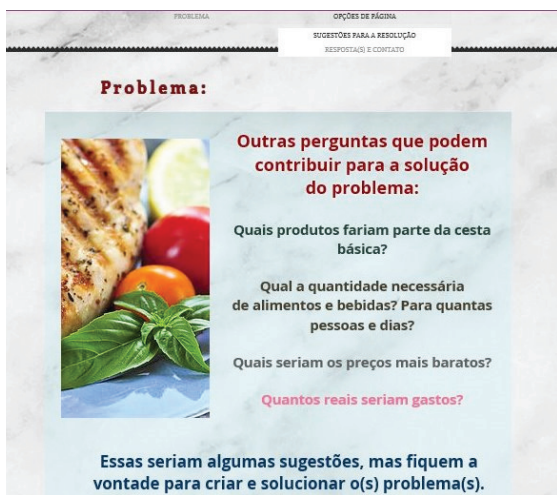 PROBLEMA
OPÇÕES DE PÁGINA
SUGESTÕES PARA A RESOLUÇÃO
RESPOSTA(S) E CONTATO
Problema:
Outras perguntas que podem
contribuir para a solução
do problema:
Quais produtos fariam parte da cesta
básica?
Qual a quantidade necessária
de alimentos e bebidas? Para quantas
pessoas e dias?
Quais seriam os preços mais baratos?
Quantos reais seriam gastos?
Essas seriam algumas sugestões, mas fiquem a
vontade para criar e solucionar o(s) problema(s).